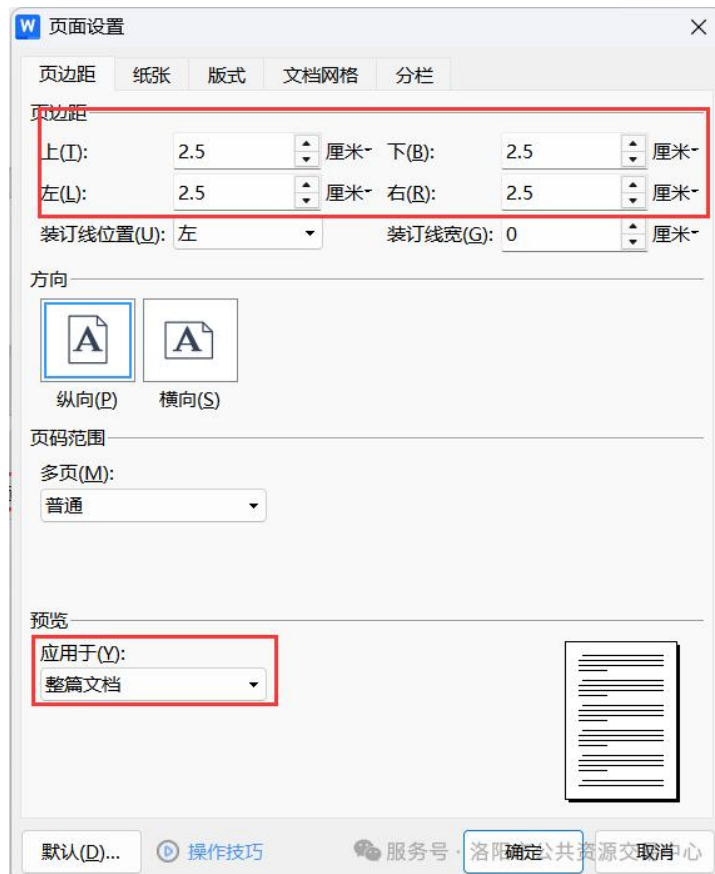 W 页面设置
页边距 纸张 版式 文档网格 分栏
页边距
上(T): 2.5 厘米 下(B): 2.5 厘米
左(L): 2.5 厘米 右(R): 2.5 厘米
装订线位置(U): 左 装订线宽(G): 0 厘米
方向
A A
纵向(P) 横向(S)
页码范围
多页(M):
普通
预览
应用于(Y):
整篇文档
默认(D)... 操作技巧 确定 取消
服务号 · 洛阳 公共资源交 中心